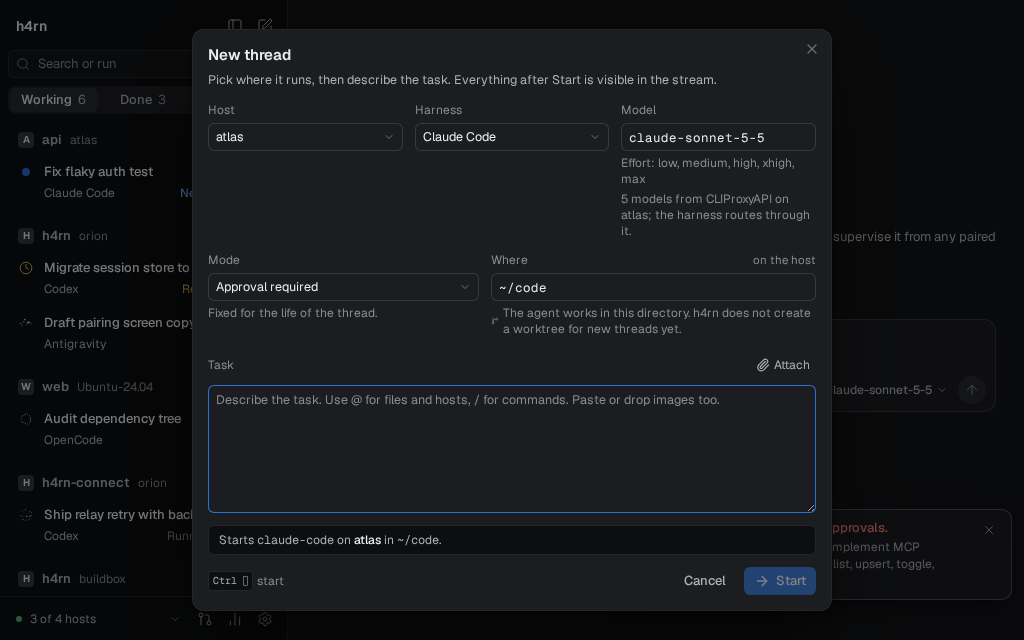 h4rn
New thread
Search or run
Pick where it runs, then describe the task. Everything after Start is visible in the stream.
Working 6
Done 3
Host
Harness
Model
atlas
Claude Code
claude-sonnet-5-5
Effort: low, medium, high, xhigh,
max
5 models from CLIProxyAPI on
atlas; the harness routes through
it.
A api atlas
Fix flaky auth test
Claude Code
H h4rn orion
Migrate session store to
Codex
Draft pairing screen copy
Antigravity
W web Ubuntu-24.04
Audit dependency tree
OpenCode
H h4rn-connect orion
Ship relay retry with
Codex
H h4rn buildbox
3 of 4 hosts
Mode
Where
on the host
Approval required
~/code
Fixed for the life of the thread.
The agent works in this directory. h4rn does not create
a worktree for new threads yet.
Task
Attach
Describe the task. Use @ for files and hosts, / for commands. Paste or drop images too.
Starts claude-code on atlas in ~/code.
Ctrl
start
Cancel
Start
supervise it from any paired
laude-sonnet-5-5
pprovals.
mplement MCP
list, upsert, toggle,